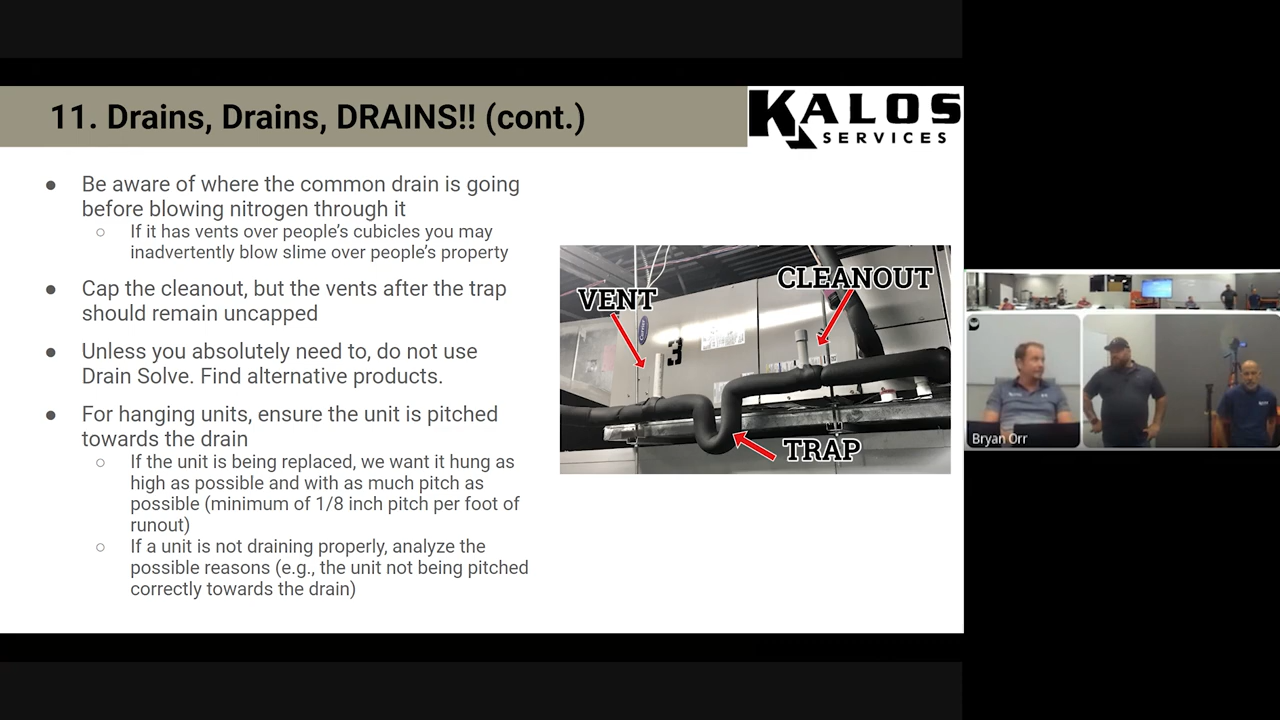 11. Drains, Drains, DRAINS!! (cont.)
KALOS
SERVICES
● Be aware of where the common drain is going
before blowing nitrogen through it
○ If it has vents over people’s cubicles you may
inadvertently blow slime over people’s property
● Cap the cleanout, but the vents after the trap
should remain uncapped
● Unless you absolutely need to, do not use
Drain Solve. Find alternative products.
● For hanging units, ensure the unit is pitched
towards the drain
○ If the unit is being replaced, we want it hung as
high as possible and with as much pitch as
possible (minimum of 1/8 inch pitch per foot of
runout)
○ If a unit is not draining properly, analyze the
possible reasons (e.g., the unit not being pitched
correctly towards the drain)
VENT
CLEANOUT
3
TRAP
Bryan Orr